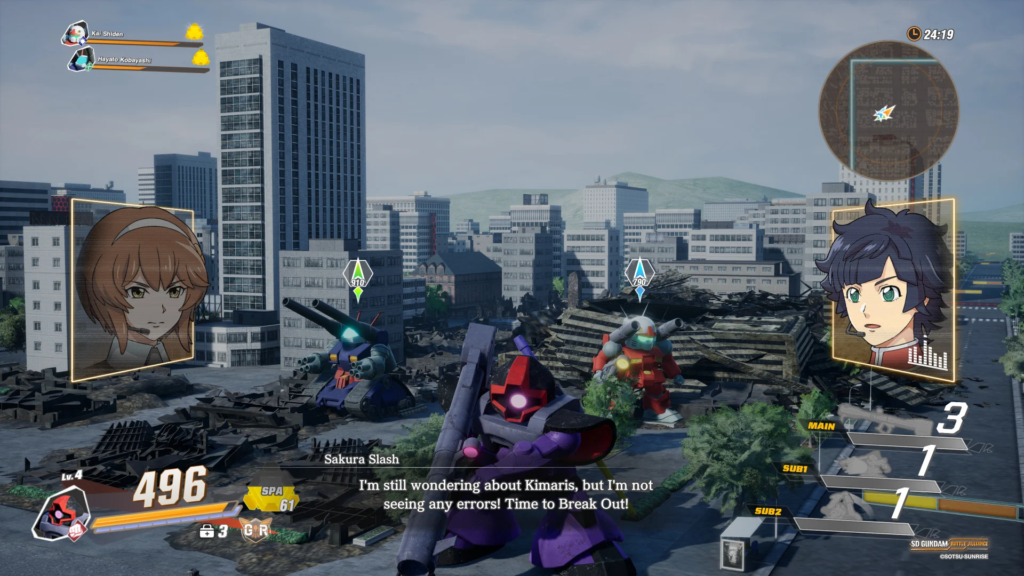 Kai Shiden
Hayato Kobayashi
24:19
910
790
Lv.4
496
SPA
61
3
G R
Sakura Slash
I'm still wondering about Kimaris, but I'm not
seeing any errors! Time to Break Out!
MAIN
3
SUB1
1
SUB2
1
SD GUNDAM BATTLE ALLIANCE
©SOTSU·SUNRISE